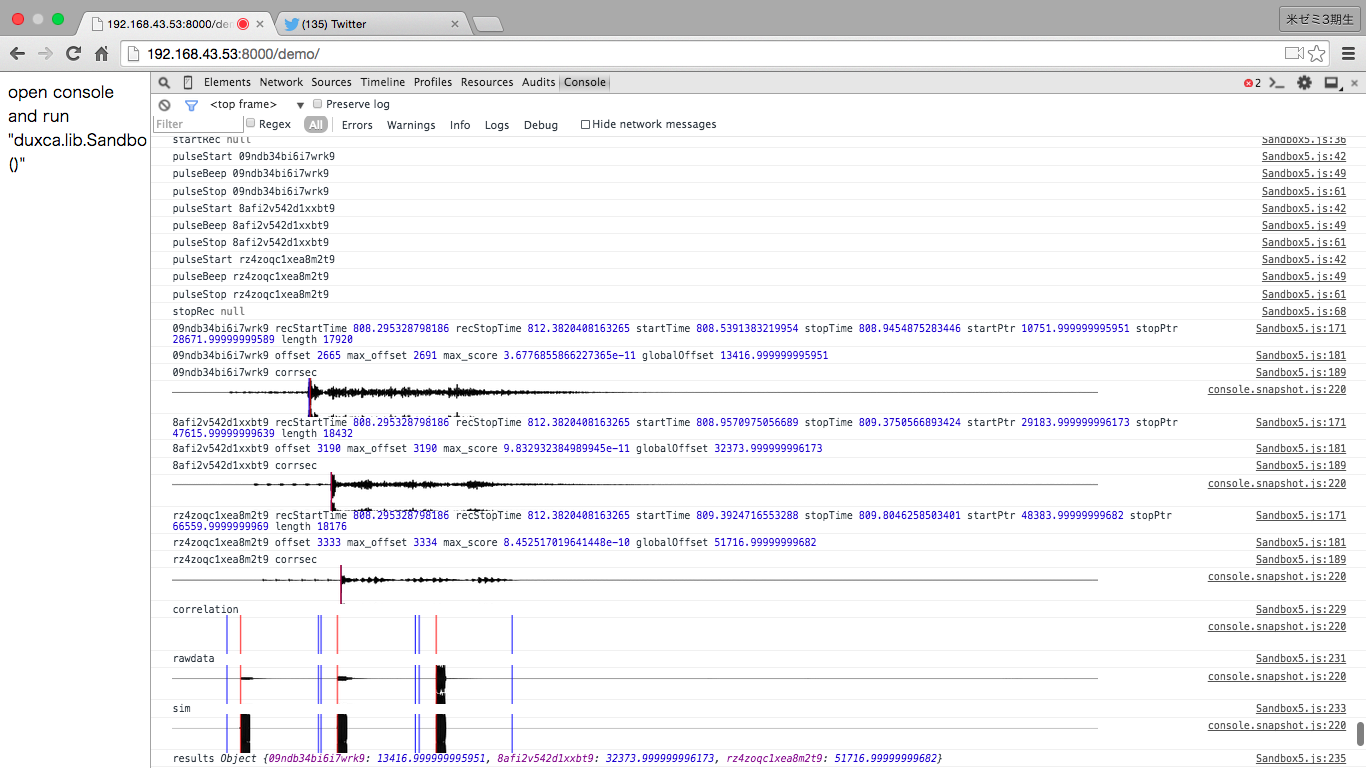 192.168.43.53:8000/de
(135) Twitter
米ゼミ3期生
192.168.43.53:8000/demo/
open console
and run
"duxca.lib.Sandbo
()"
Elements Network Sources Timeline Profiles Resources Audits Console
2
<top frame> Preserve log
Filter Regex All Errors Warnings Info Logs Debug Hide network messages
startRec null Sandbox5.js:36
pulseStart 09ndb34bi6i7wrk9 Sandbox5.js:42
pulseBeep 09ndb34bi6i7wrk9 Sandbox5.js:49
pulseStop 09ndb34bi6i7wrk9 Sandbox5.js:61
pulseStart 8afi2v542d1xxbt9 Sandbox5.js:42
pulseBeep 8afi2v542d1xxbt9 Sandbox5.js:49
pulseStop 8afi2v542d1xxbt9 Sandbox5.js:61
pulseStart rz4zoqc1xea8m2t9 Sandbox5.js:42
pulseBeep rz4zoqc1xea8m2t9 Sandbox5.js:49
pulseStop rz4zoqc1xea8m2t9 Sandbox5.js:61
stopRec null Sandbox5.js:68
09ndb34bi6i7wrk9 recStartTime 808.295328798186 recStopTime 812.3820408163265 startTime 808.5391383219954 stopTime 808.9454875283446 startPtr 10751.999999995951 stopPtr Sandbox5.js:171
28671.999999999589 length 17920
09ndb34bi6i7wrk9 offset 2665 max_offset 2691 max_score 3.6776855866227365e-11 globalOffset 13416.999999995951 Sandbox5.js:181
09ndb34bi6i7wrk9 corrsec Sandbox5.js:189
console.snapshot.js:220
8afi2v542d1xxbt9 recStartTime 808.295328798186 recStopTime 812.3820408163265 startTime 808.9570975056689 stopTime 809.3750566893424 startPtr 29183.999999996173 stopPtr Sandbox5.js:171
47615.99999999639 length 18432
8afi2v542d1xxbt9 offset 3190 max_offset 3190 max_score 9.832932384989945e-11 globalOffset 32373.999999996173 Sandbox5.js:181
8afi2v542d1xxbt9 corrsec Sandbox5.js:189
console.snapshot.js:220
rz4zoqc1xea8m2t9 recStartTime 808.295328798186 recStopTime 812.3820408163265 startTime 809.3924716553288 stopTime 809.8046258503401 startPtr 48383.99999999682 stopPtr Sandbox5.js:171
66559.9999999969 length 18176
rz4zoqc1xea8m2t9 offset 3333 max_offset 3334 max_score 8.452517019641448e-10 globalOffset 51716.99999999682 Sandbox5.js:181
rz4zoqc1xea8m2t9 corrsec Sandbox5.js:189
console.snapshot.js:220
correlation Sandbox5.js:229
console.snapshot.js:220
rawdata Sandbox5.js:231
console.snapshot.js:220
sim Sandbox5.js:233
console.snapshot.js:220
results Object {09ndb34bi6i7wrk9: 13416.999999995951, 8afi2v542d1xxbt9: 32373.999999996173, rz4zoqc1xea8m2t9: 51716.99999999682} Sandbox5.js:235